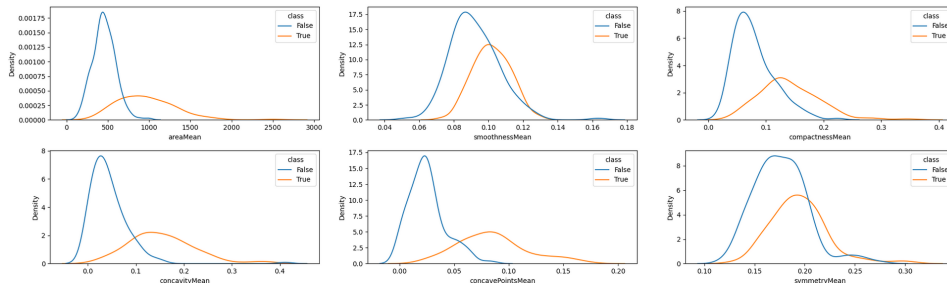 class
False
True
Density
0.00175
0.00150
0.00125
0.00100
0.00075
0.00050
0.00025
0.00000
0 500 1000 1500 2000 2500 3000
areaMean
class
False
True
Density
17.5
15.0
12.5
10.0
7.5
5.0
2.5
0.0
0.04 0.06 0.08 0.10 0.12 0.14 0.16 0.18
smoothnessMean
class
False
True
Density
8
6
4
2
0
0.0 0.1 0.2 0.3 0.4
compactnessMean
class
False
True
Density
8
6
4
2
0
0.0 0.1 0.2 0.3 0.4
concavityMean
class
False
True
Density
17.5
15.0
12.5
10.0
7.5
5.0
2.5
0.0
0.00 0.05 0.10 0.15 0.20
concavePointsMean
class
False
True
Density
8
6
4
2
0
0.10 0.15 0.20 0.25 0.30
symmetryMean